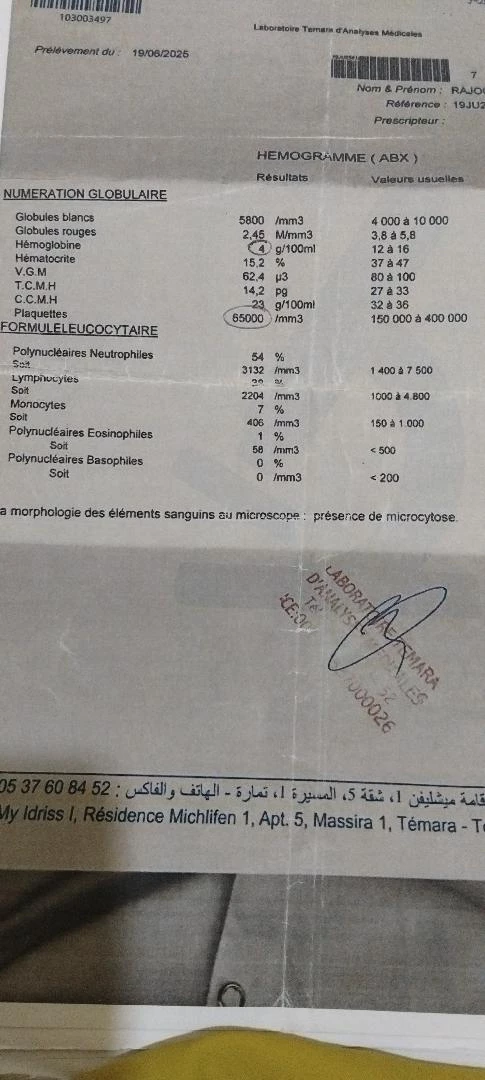 103003497
Laboratoire Temara d'Analyses Médicales
Prélèvement du : 19/06/2025
7
Nom & Prénom : RAJO
Référence : 19JU2
Prescripteur :
HEMOGRAMME ( ABX )
Résultats Valeurs usuelles
NUMERATION GLOBULAIRE
Globules blancs 5800 /mm3 4 000 à 10 000
Globules rouges 2,45 M/mm3 3,8 à 5,8
Hémoglobine 4 g/100ml 12 à 16
Hématocrite 15,2 % 37 à 47
V.G.M 62,4 µ3 80 à 100
T.C.M.H 14,2 pg 27 à 33
C.C.M.H 23 g/100ml 32 à 36
Plaquettes 65000 /mm3 150 000 à 400 000
FORMULELEUCOCYTAIRE
Polynucléaires Neutrophiles 54 %
Soit 3132 /mm3 1 400 à 7 500
Lymphocytes %
Soit 2204 /mm3 1000 à 4.800
Monocytes 7 %
Soit 406 /mm3 150 à 1.000
Polynucléaires Eosinophiles 1 %
Soit 58 /mm3 < 500
Polynucléaires Basophiles 0 %
Soit 0 /mm3 < 200
a morphologie des éléments sanguins au microscope : présence de microcytose.
LABORATOIRE TEMARA
D'ANALYSES MEDICALES
05 37 60 84 52 : قامة ميشليفن 1، شقة 5، المسيرة 1، تمارة - الهاتف والفاكس
My Idriss I, Résidence Michlifen 1, Apt. 5, Massira 1, Témara - T